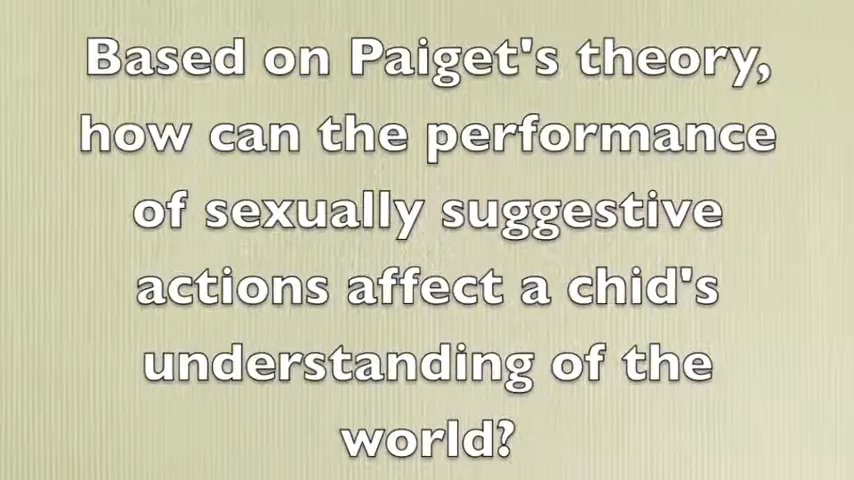 Based on Paiget's theory,
how can the performance
of sexually suggestive
actions affect a chid's
understanding of the
world?